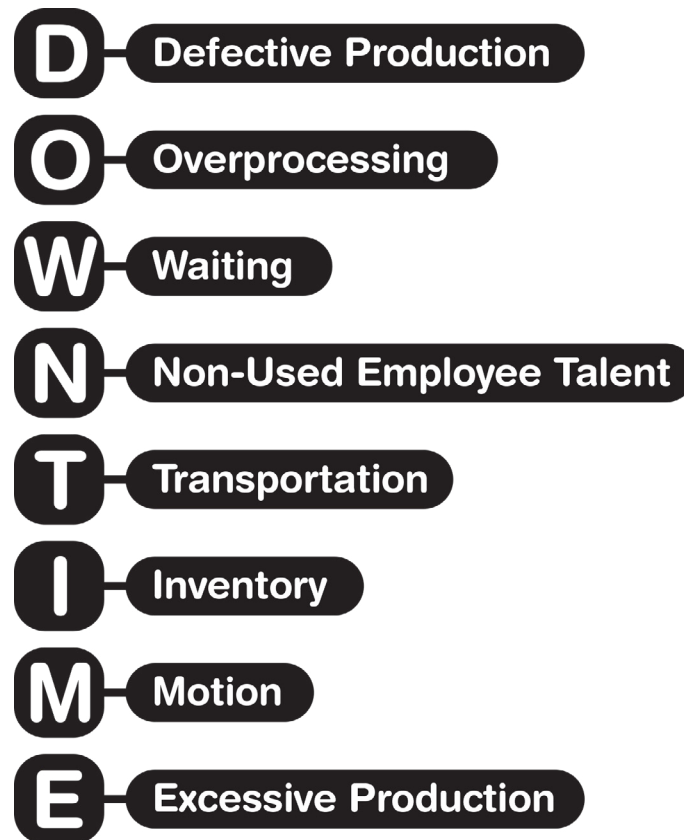 D Defective Production
O Overprocessing
W Waiting
N Non-Used Employee Talent
T Transportation
I Inventory
M Motion
E Excessive Production